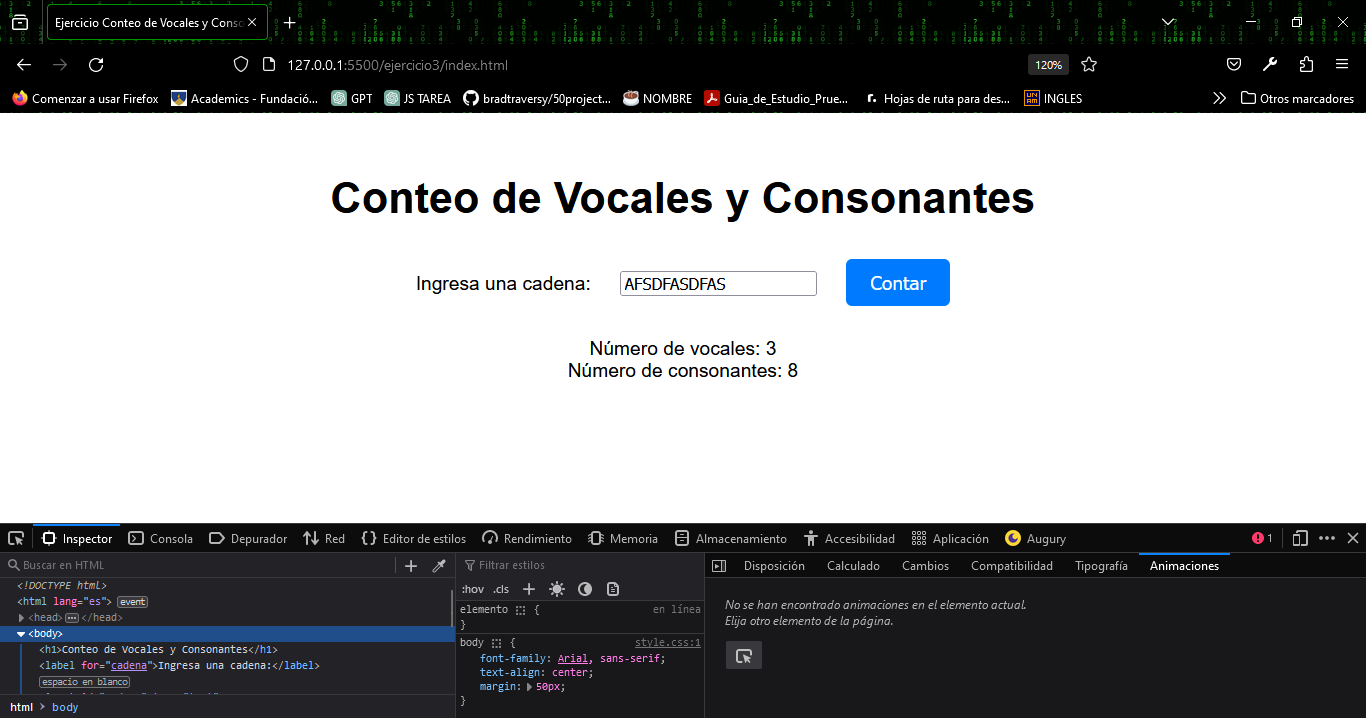 Ejercicio Conteo de Vocales y Conso
127.0.0.1:5500/ejercicio3/index.html
120%
Comenzar a usar Firefox
Academics - Fundació...
GPT
JS TAREA
bradtraversy/50project...
NOMBRE
Guia_de_Estudio_Prue...
r. Hojas de ruta para des...
INGLES
Otros marcadores
Conteo de Vocales y Consonantes
Ingresa una cadena: AFSDFASDFAS Contar
Número de vocales: 3
Número de consonantes: 8
Inspector Consola Depurador Red Editor de estilos Rendimiento Memoria Almacenamiento Accesibilidad Aplicación Augury 1
Buscar en HTML
<!DOCTYPE html>
<html lang="es"> event
<head> ••• </head>
<body>
<h1>Conteo de Vocales y Consonantes</h1>
<label for="cadena">Ingresa una cadena:</label>
espacio en blanco
html > body
Filtrar estilos
:hov .cls
elemento { en línea
}
body { style.css:1
font-family: Arial, sans-serif;
text-align: center;
margin: 50px;
}
Disposición Calculado Cambios Compatibilidad Tipografía Animaciones
No se han encontrado animaciones en el elemento actual.
Elija otro elemento de la página.